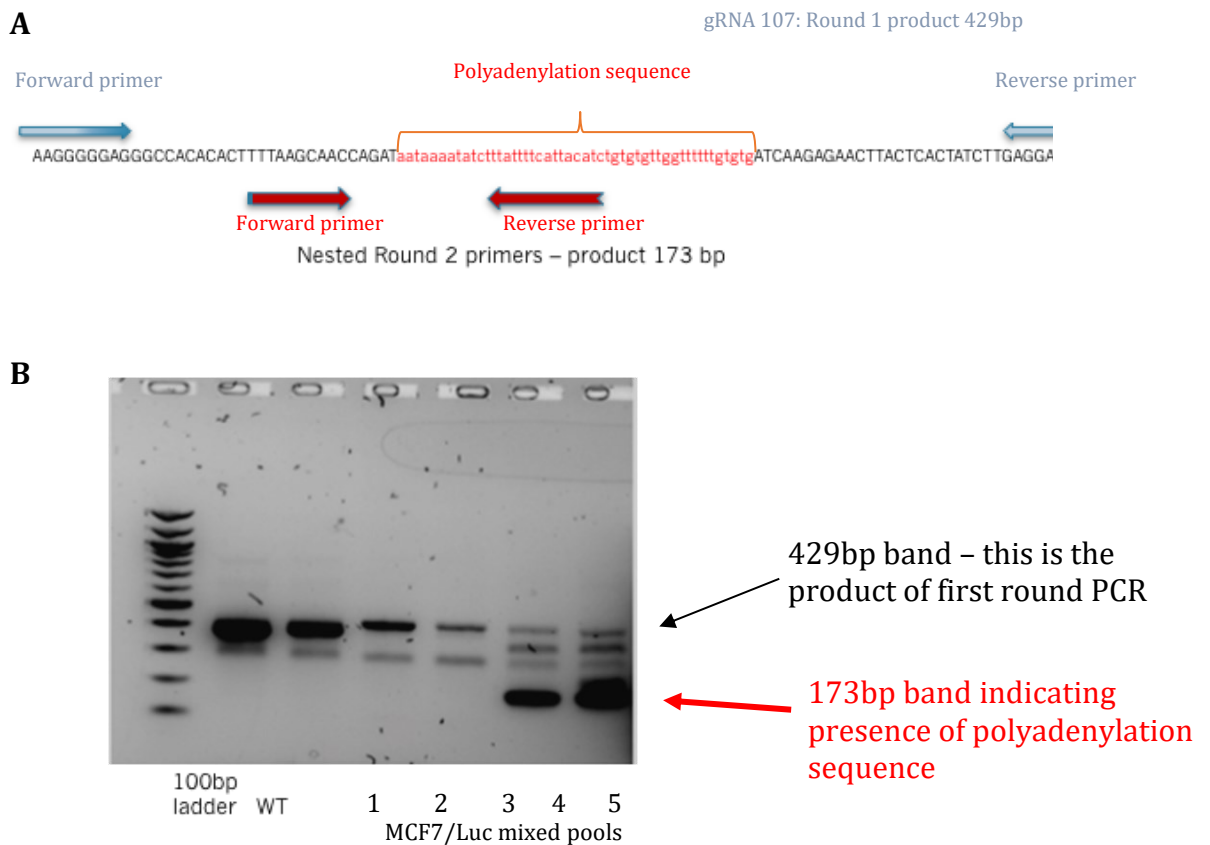 A
gRNA 107: Round 1 product 429bp
Forward primer
Polyadenylation sequence
Reverse primer
AAGGGGGAGGGCCACACACTTTTAAGCAACCAGATaataaaatatctttattttcattacatctgtgtgttggttttttgtgtgATCAAGAGAACTTACTCACTATCTTGAGGA
Forward primer
Reverse primer
Nested Round 2 primers – product 173 bp
B
429bp band – this is the
product of first round PCR
173bp band indicating
presence of polyadenylation
sequence
100bp
ladder WT 1 2 3 4 5
MCF7/Luc mixed pools